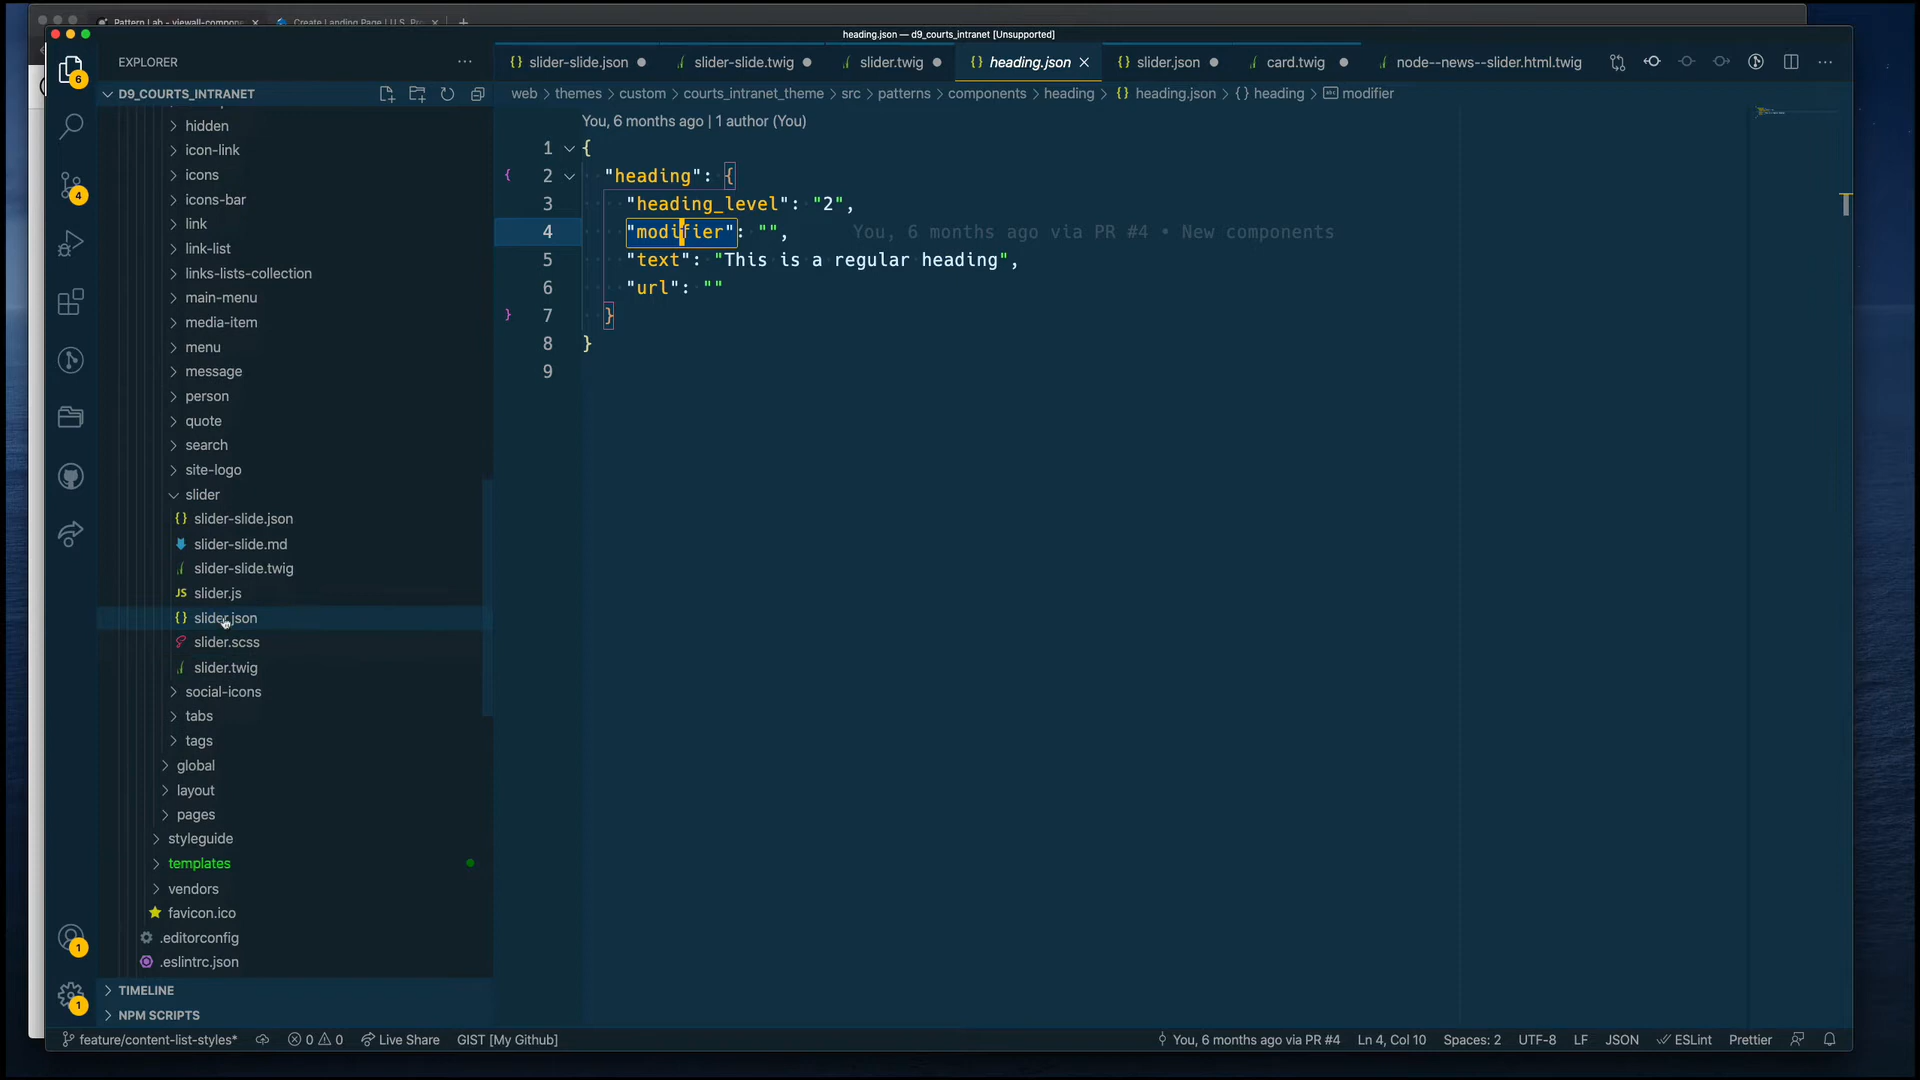 Pattern Lab - viewall-compon
Create Landing Page | U.S. Pro
heading.json — d9_courts_intranet [Unsupported]
EXPLORER
slider-slide.json
slider-slide.twig
slider.twig
heading.json
slider.json
card.twig
node--news--slider.html.twig
D9_COURTS_INTRANET
web > themes > custom > courts_intranet_theme > src > patterns > components > heading > {} heading.json > {} heading > modifier
You, 6 months ago | 1 author (You)
1 {
2 "heading": {
3 "heading_level": "2",
4 "modifier": "", You, 6 months ago via PR #4 • New components
5 "text": "This is a regular heading",
6 "url": ""
7 }
8 }
9
hidden
icon-link
icons
icons-bar
link
link-list
links-lists-collection
main-menu
media-item
menu
message
person
quote
search
site-logo
slider
slider-slide.json
slider-slide.md
slider-slide.twig
JS slider.js
slider.json
slider.scss
slider.twig
social-icons
tabs
tags
global
layout
pages
styleguide
templates
vendors
favicon.ico
.editorconfig
.eslintrc.json
TIMELINE
NPM SCRIPTS
6
4
1
1
feature/content-list-styles*
0 0
Live Share
GIST [My Github]
You, 6 months ago via PR #4
Ln 4, Col 10
Spaces: 2
UTF-8
LF
JSON
ESLint
Prettier